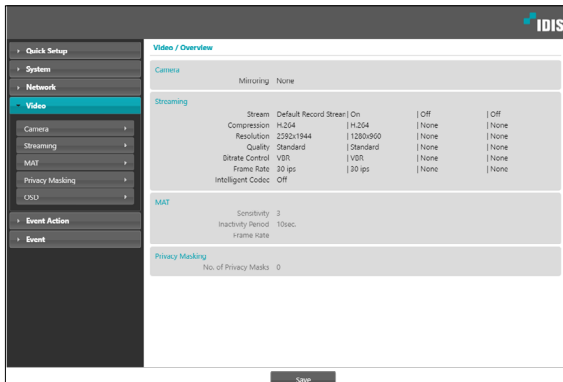 IDIS
Quick Setup
System
Network
Video
Camera
Streaming
MAT
Privacy Masking
OSD
Event Action
Event
Video / Overview
Camera
Mirroring None
Streaming
Stream Default Record Strear | On | Off | Off
Compression H.264 | H.264 | None | None
Resolution 2592x1944 | 1280x960 | None | None
Quality Standard | Standard | None | None
Bitrate Control VBR | VBR | None | None
Frame Rate 30 ips | 30 ips | None | None
Intelligent Codec Off
MAT
Sensitivity 3
Inactivity Period 10sec.
Frame Rate
Privacy Masking
No. of Privacy Masks 0
Save